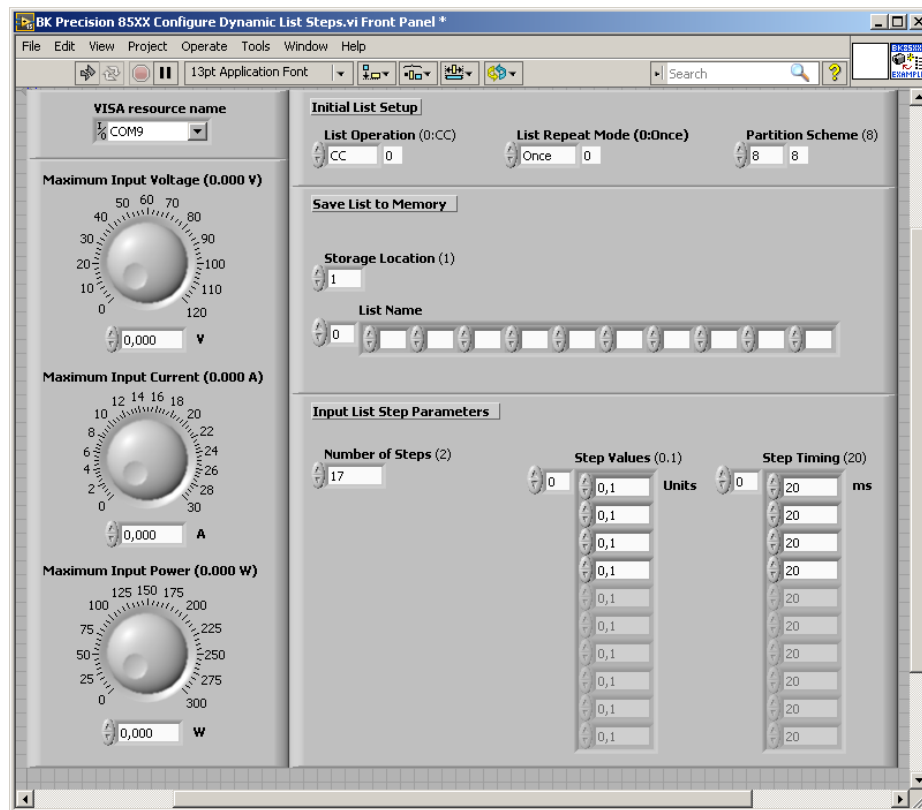 BK Precision 85XX Configure Dynamic List Steps.vi Front Panel *
File Edit View Project Operate Tools Window Help
13pt Application Font
Search
?
BK85XX
EXAMPLE
VISA resource name
I/O COM9
Maximum Input Voltage (0.000 V)
0 10 20 30 40 50 60 70 80 90 100 110 120
0,000 V
Maximum Input Current (0.000 A)
0 2 4 6 8 10 12 14 16 18 20 22 24 26 28 30
0,000 A
Maximum Input Power (0.000 W)
0 25 50 75 100 125 150 175 200 225 250 275 300
0,000 W
Initial List Setup
List Operation (0:CC) List Repeat Mode (0:Once) Partition Scheme (8)
CC 0 Once 0 8 8
Save List to Memory
Storage Location (1)
1
List Name
0
Input List Step Parameters
Number of Steps (2) Step Values (0.1) Step Timing (20)
17 0 0,1 Units 0 20 ms
0,1 20
0,1 20
0,1 20
0,1 20
0,1 20
0,1 20
0,1 20
0,1 20
0,1 20